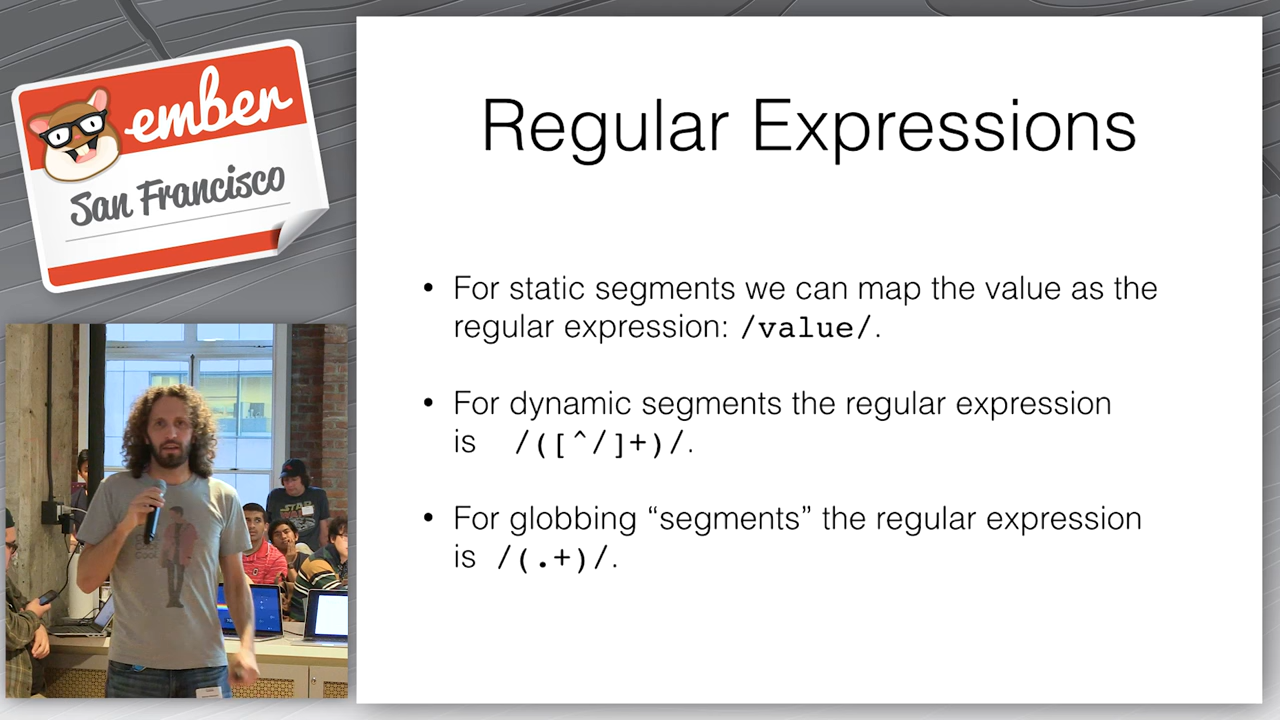 ember
San Francisco
Regular Expressions
• For static segments we can map the value as the
regular expression: /value/.
• For dynamic segments the regular expression
is /([^/]+)/.
• For globbing “segments” the regular expression
is /(.+)/.
STAR